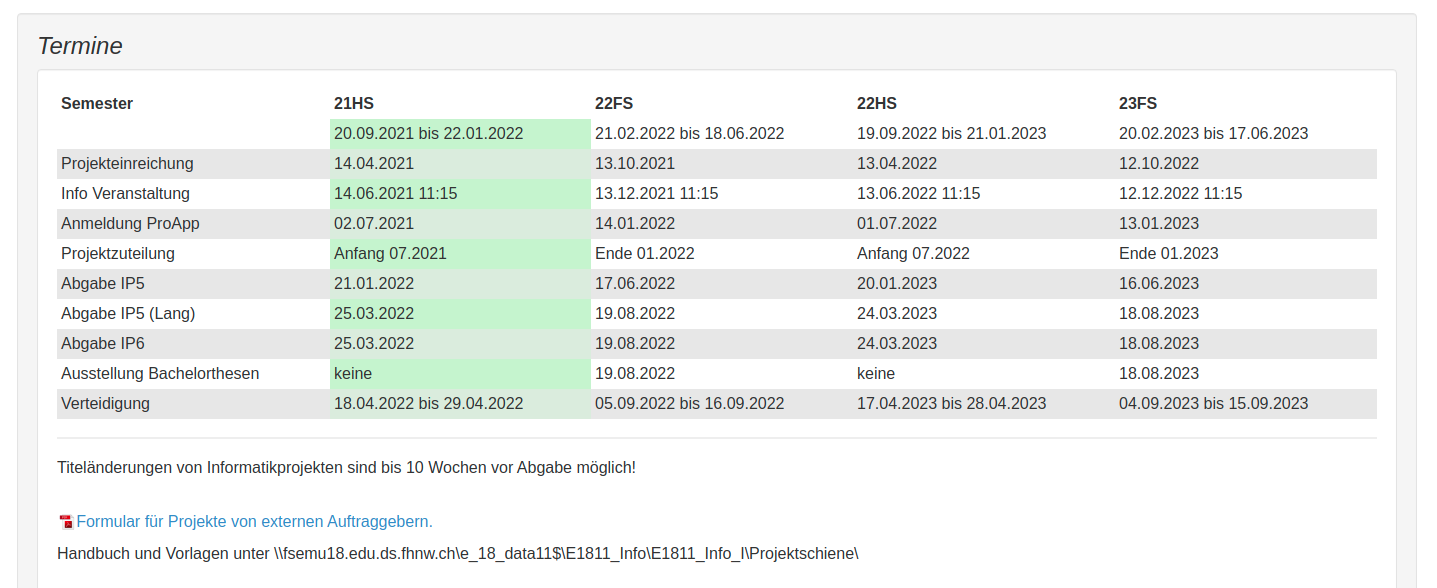 Termine
Semester 21HS 22FS 22HS 23FS
20.09.2021 bis 22.01.2022 21.02.2022 bis 18.06.2022 19.09.2022 bis 21.01.2023 20.02.2023 bis 17.06.2023
Projekteinreichung 14.04.2021 13.10.2021 13.04.2022 12.10.2022
Info Veranstaltung 14.06.2021 11:15 13.12.2021 11:15 13.06.2022 11:15 12.12.2022 11:15
Anmeldung ProApp 02.07.2021 14.01.2022 01.07.2022 13.01.2023
Projektzuteilung Anfang 07.2021 Ende 01.2022 Anfang 07.2022 Ende 01.2023
Abgabe IP5 21.01.2022 17.06.2022 20.01.2023 16.06.2023
Abgabe IP5 (Lang) 25.03.2022 19.08.2022 24.03.2023 18.08.2023
Abgabe IP6 25.03.2022 19.08.2022 24.03.2023 18.08.2023
Ausstellung Bachelorthesen keine 19.08.2022 keine 18.08.2023
Verteidigung 18.04.2022 bis 29.04.2022 05.09.2022 bis 16.09.2022 17.04.2023 bis 28.04.2023 04.09.2023 bis 15.09.2023
Titeländerungen von Informatikprojekten sind bis 10 Wochen vor Abgabe möglich!
Formular für Projekte von externen Auftraggebern.
Handbuch und Vorlagen unter \\fsemu18.edu.ds.fhnw.ch\e_18_data11$\E1811_Info\E1811_Info_I\Projektschiene\